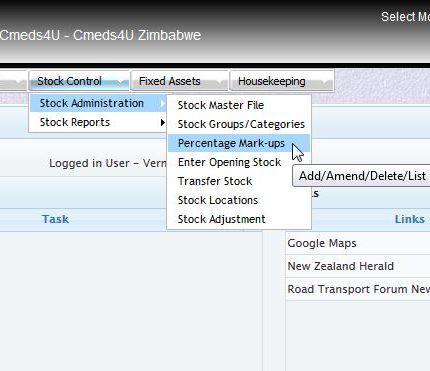 Select Mo
Cmeds4U - Cmeds4U Zimbabwe
Stock Control
Fixed Assets
Housekeeping
Stock Administration
Stock Reports
Stock Master File
Stock Groups/Categories
Percentage Mark-ups
Enter Opening Stock
Transfer Stock
Stock Locations
Stock Adjustment
Add/Amend/Delete/List
Logged in User - Vern
Task
Links
Google Maps
New Zealand Herald
Road Transport Forum New